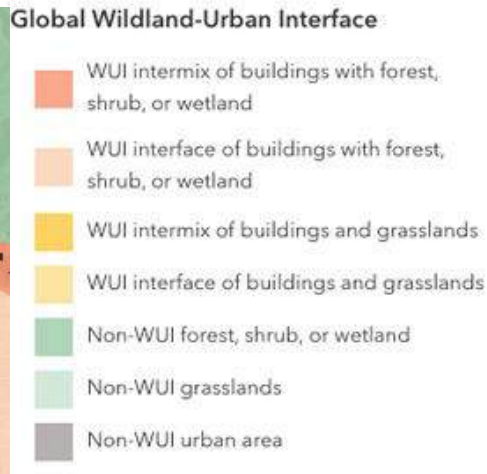 Global Wildland-Urban Interface
WUI intermix of buildings with forest,
shrub, or wetland
WUI interface of buildings with forest,
shrub, or wetland
WUI intermix of buildings and grasslands
WUI interface of buildings and grasslands
Non-WUI forest, shrub, or wetland
Non-WUI grasslands
Non-WUI urban area